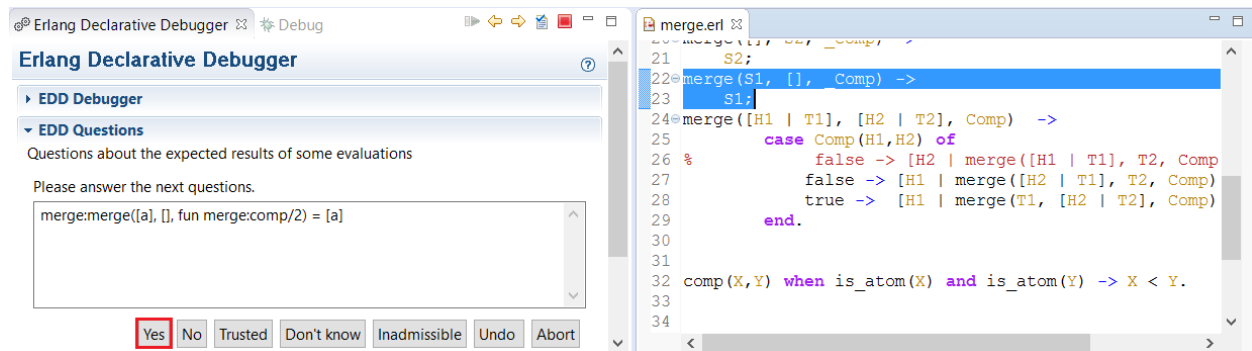 Erlang Declarative Debugger
Debug
Erlang Declarative Debugger
EDD Debugger
EDD Questions
Questions about the expected results of some evaluations
Please answer the next questions.
merge:merge([a], [], fun merge:comp/2) = [a]
Yes No Trusted Don't know Inadmissible Undo Abort
merge.erl
20 merge([], S2, _Comp) ->
21 S2;
22 merge(S1, [], _Comp) ->
23 S1;
24 merge([H1 | T1], [H2 | T2], Comp) ->
25 case Comp(H1,H2) of
26 % false -> [H2 | merge([H1 | T1], T2, Comp
27 false -> [H1 | merge([H2 | T1], T2, Comp)
28 true -> [H1 | merge(T1, [H2 | T2], Comp)
29 end.
30
31
32 comp(X,Y) when is_atom(X) and is_atom(Y) -> X < Y.
33
34